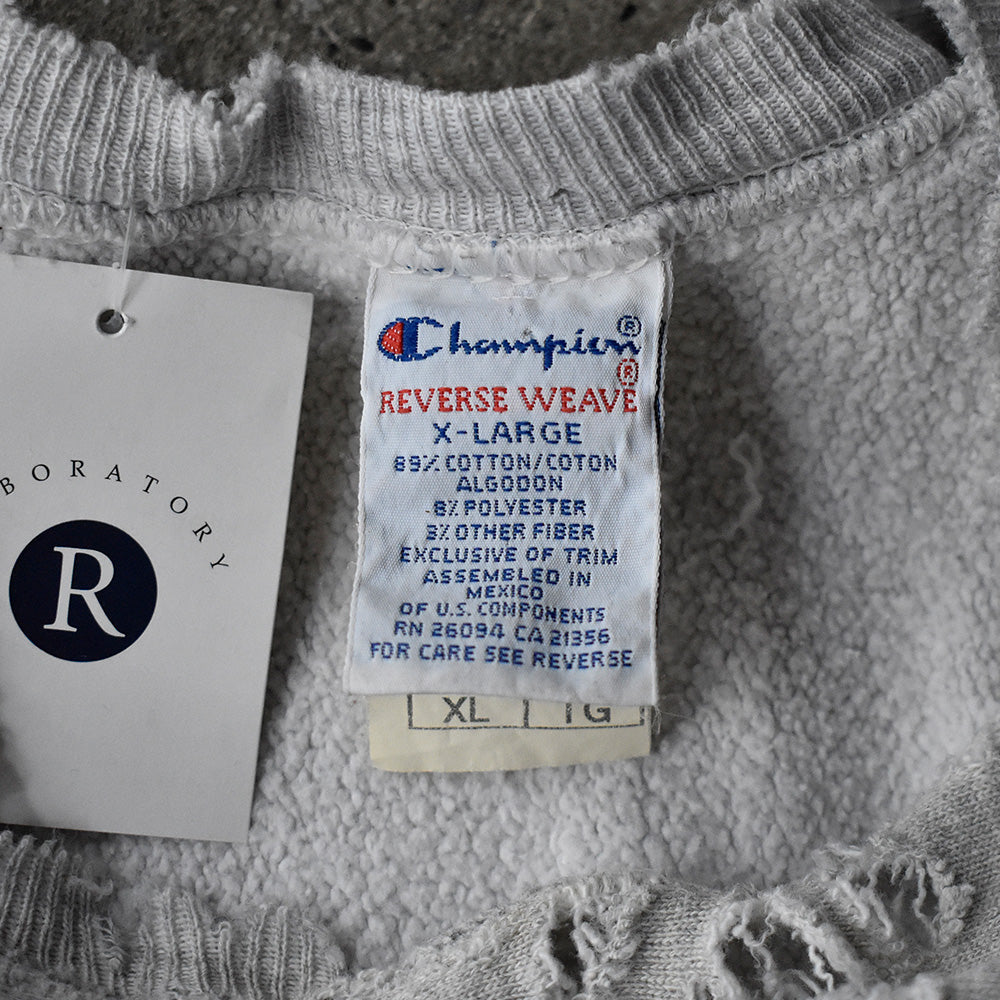 Champion®
REVERSE WEAVE®
X-LARGE
89% COTTON/COTON
ALGODON
8% POLYESTER
3% OTHER FIBER
EXCLUSIVE OF TRIM
ASSEMBLED IN
MEXICO
OF U.S. COMPONENTS
RN 26094 CA 21356
FOR CARE SEE REVERSE
XL TG
BORATORY
R